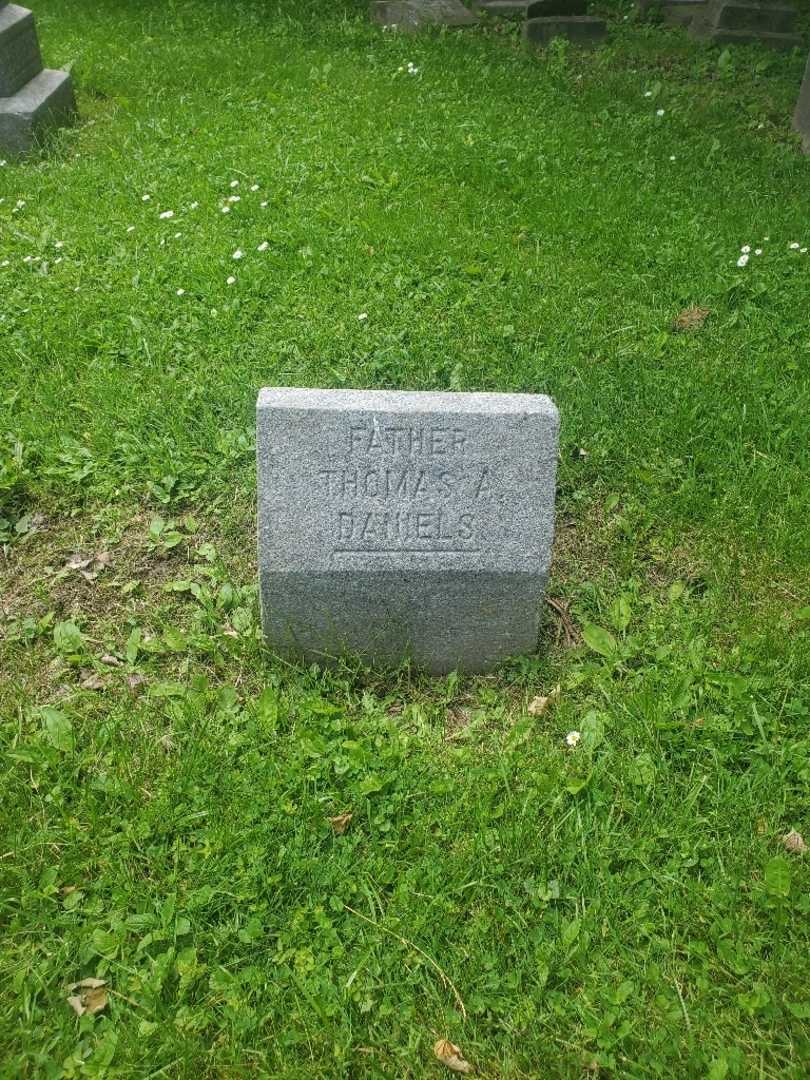 FATHER
THOMAS A.
DANIELS